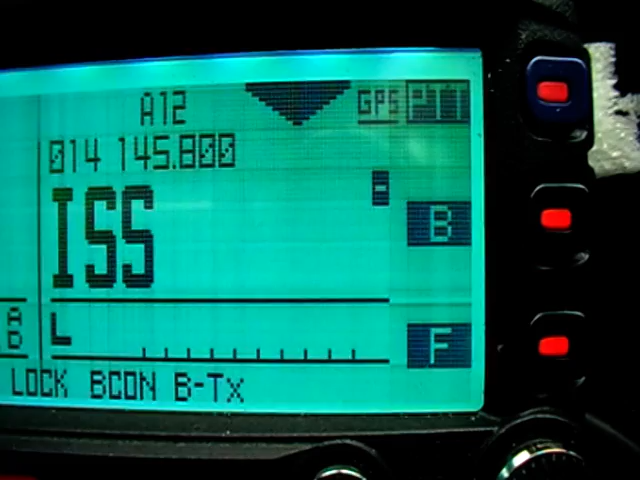 A12 GPS PTT
014 145.800
ISS
B
A
B L F
LOCK BCON B-Tx